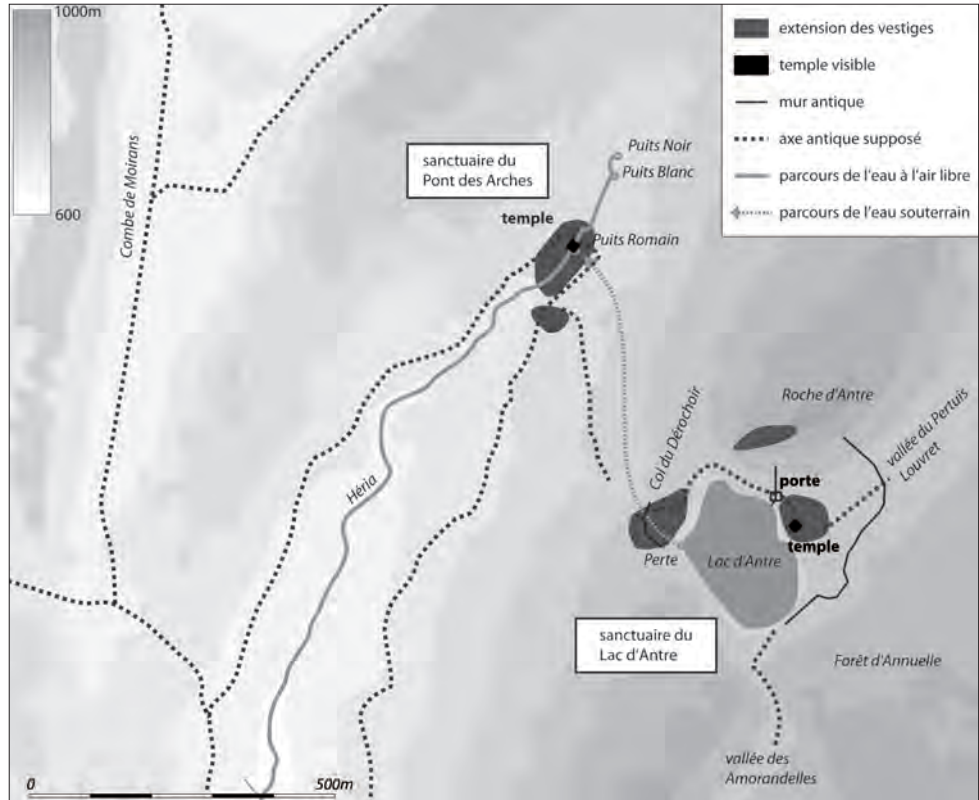 1000m
600
extension des vestiges
temple visible
mur antique
axe antique supposé
parcours de l'eau à l'air libre
parcours de l'eau souterrain
Combe de Moirans
sanctuaire du
Pont des Arches
Puits Noir
Puits Blanc
temple
Puits Romain
Roche d'Antre
vallée du Pertuis
Louvret
Col du Dérochoir
Héria
porte
temple
Perte
Lac d'Antre
sanctuaire du
Lac d'Antre
Forêt d'Annuelle
vallée des
Amorandelles
0
500m